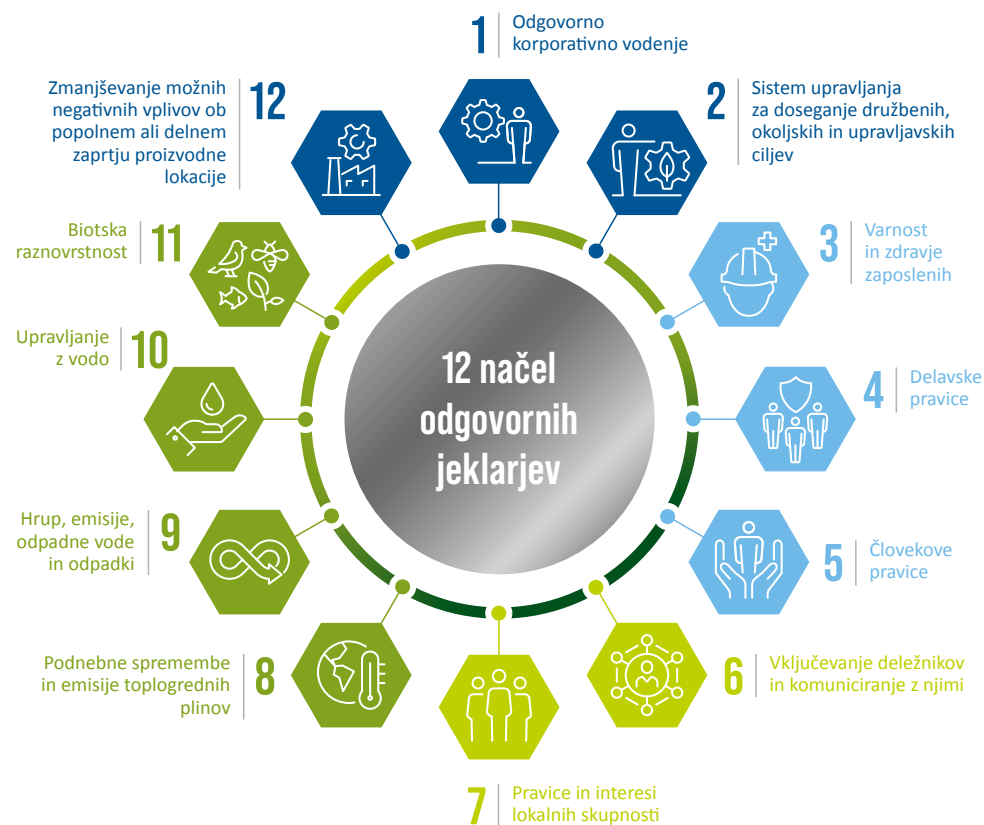 12 načel
odgovornih
jeklarjev
1
Odgovorno
korporativno vodenje
2
Sistem upravljanja
za doseganje družbenih,
okoljskih in upravljavskih
ciljev
3
Varnost
in zdravje
zaposlenih
4
Delavske
pravice
5
Človekove
pravice
6
Vključevanje deležnikov
in komuniciranje z njimi
7
Pravice in interesi
lokalnih skupnosti
8
Podnebne spremembe
in emisije toplogrednih
plinov
9
Hrup, emisije,
odpadne vode
in odpadki
10
Upravljanje
z vodo
11
Biotska
raznovrstnost
12
Zmanjševanje možnih
negativnih vplivov ob
popolnem ali delnem
zaprtju proizvodne
lokacije